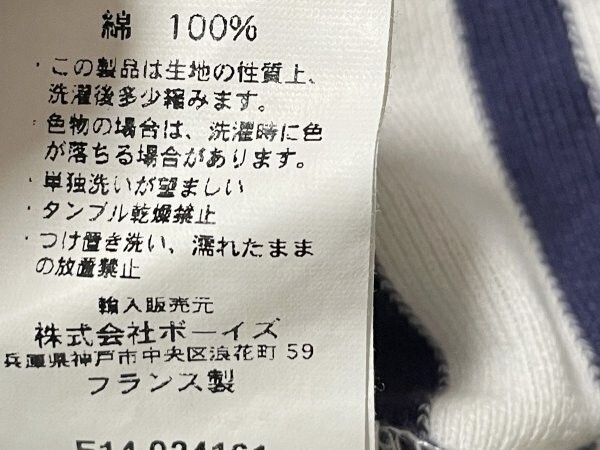 綿 100%
・この製品は生地の性質上、
洗濯後多少縮みます。
・色物の場合は、洗濯時に色
が落ちる場合があります。
・単独洗いが望ましい
・タンブル乾燥禁止
・つけ置き洗い、濡れたまま
の放置禁止
輸入販売元
株式会社ボーイズ
兵庫県神戸市中央区浪花町 59
フランス製